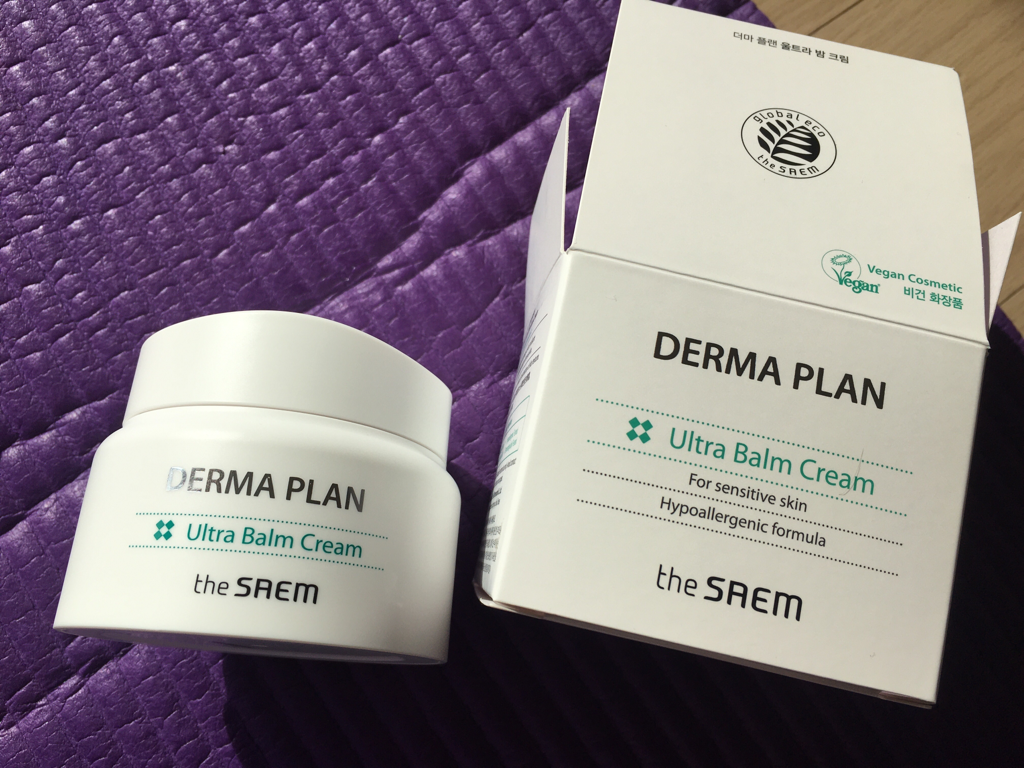 DERMA PLAN
Ultra Balm Cream
the SAEM
더마 플랜 울트라 밤 크림
global eco
the SAEM
Vegan
Vegan Cosmetic
비건 화장품
DERMA PLAN
Ultra Balm Cream
For sensitive skin
Hypoallergenic formula
the SAEM